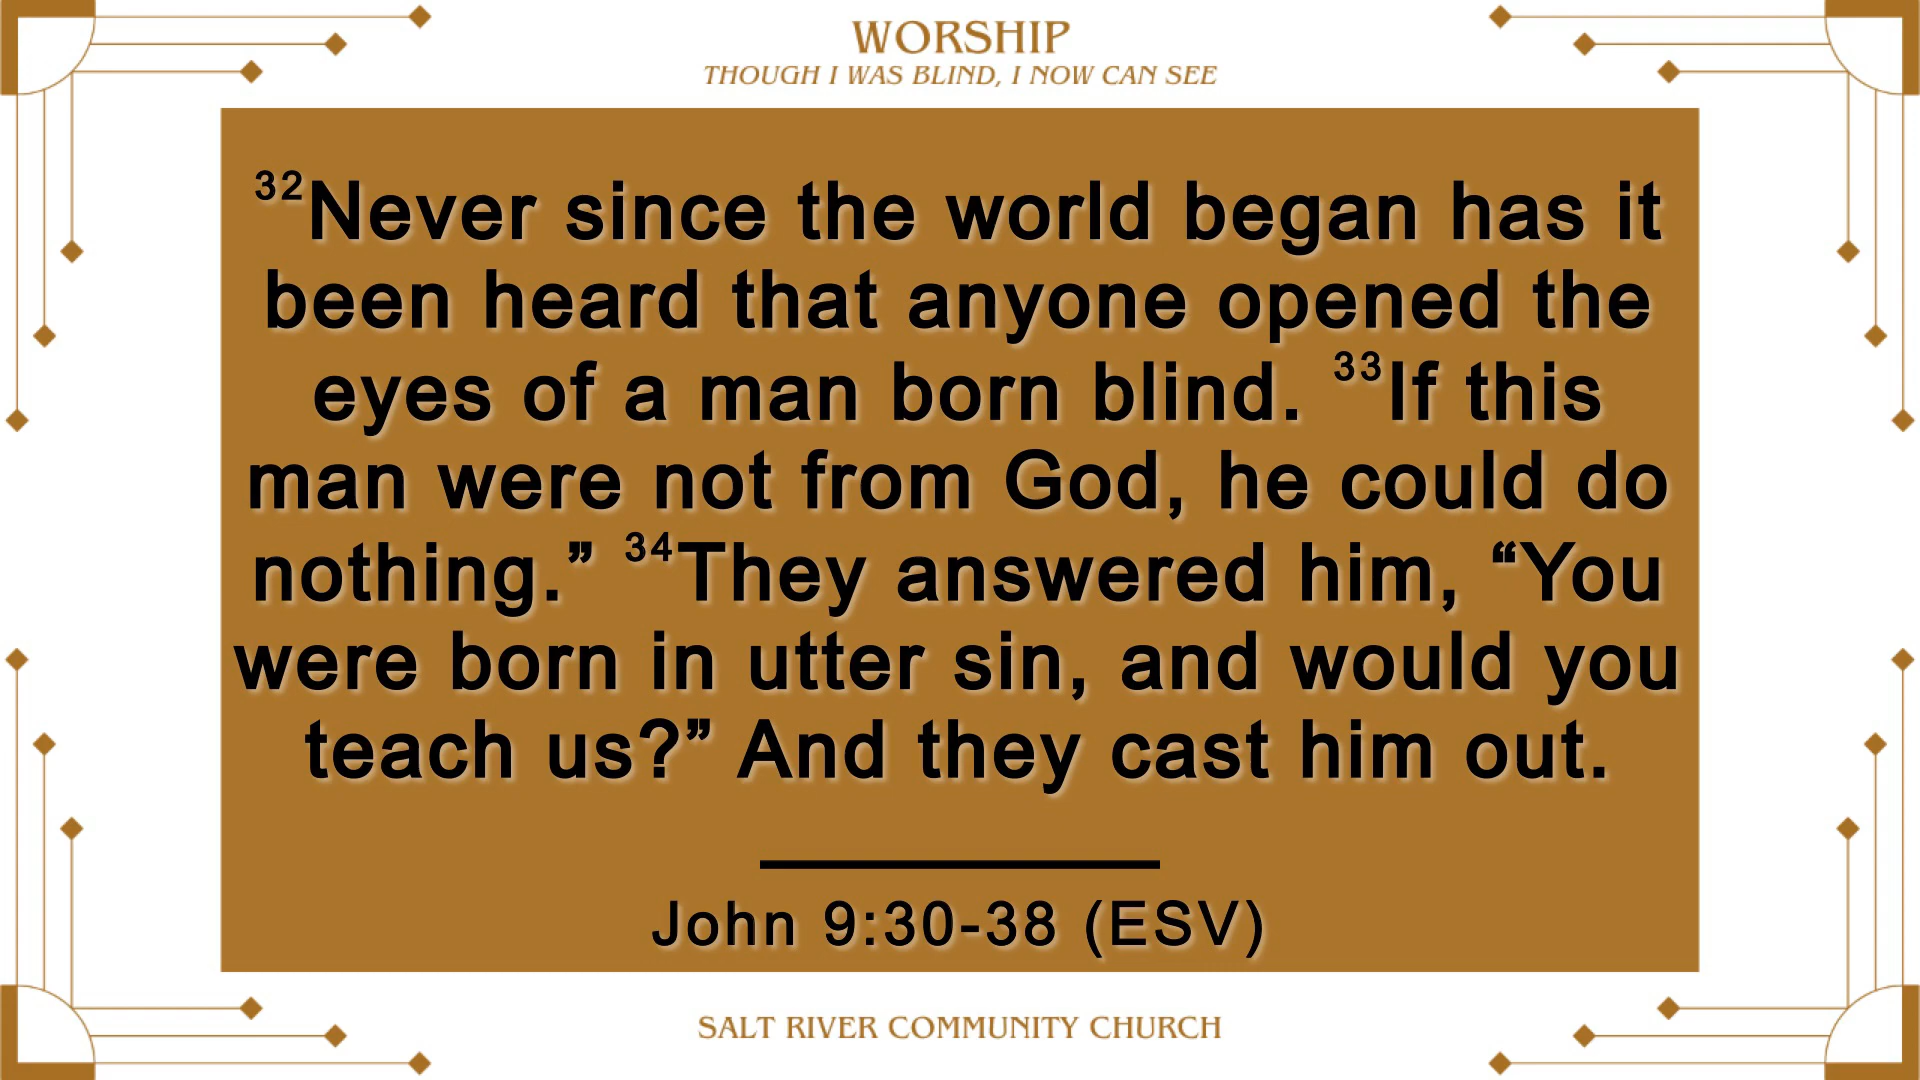 WORSHIP
THOUGH I WAS BLIND, I NOW CAN SEE
³²Never since the world began has it
been heard that anyone opened the
eyes of a man born blind. ³³If this
man were not from God, he could do
nothing.” ³⁴They answered him, “You
were born in utter sin, and would you
teach us?” And they cast him out.
John 9:30-38 (ESV)
SALT RIVER COMMUNITY CHURCH